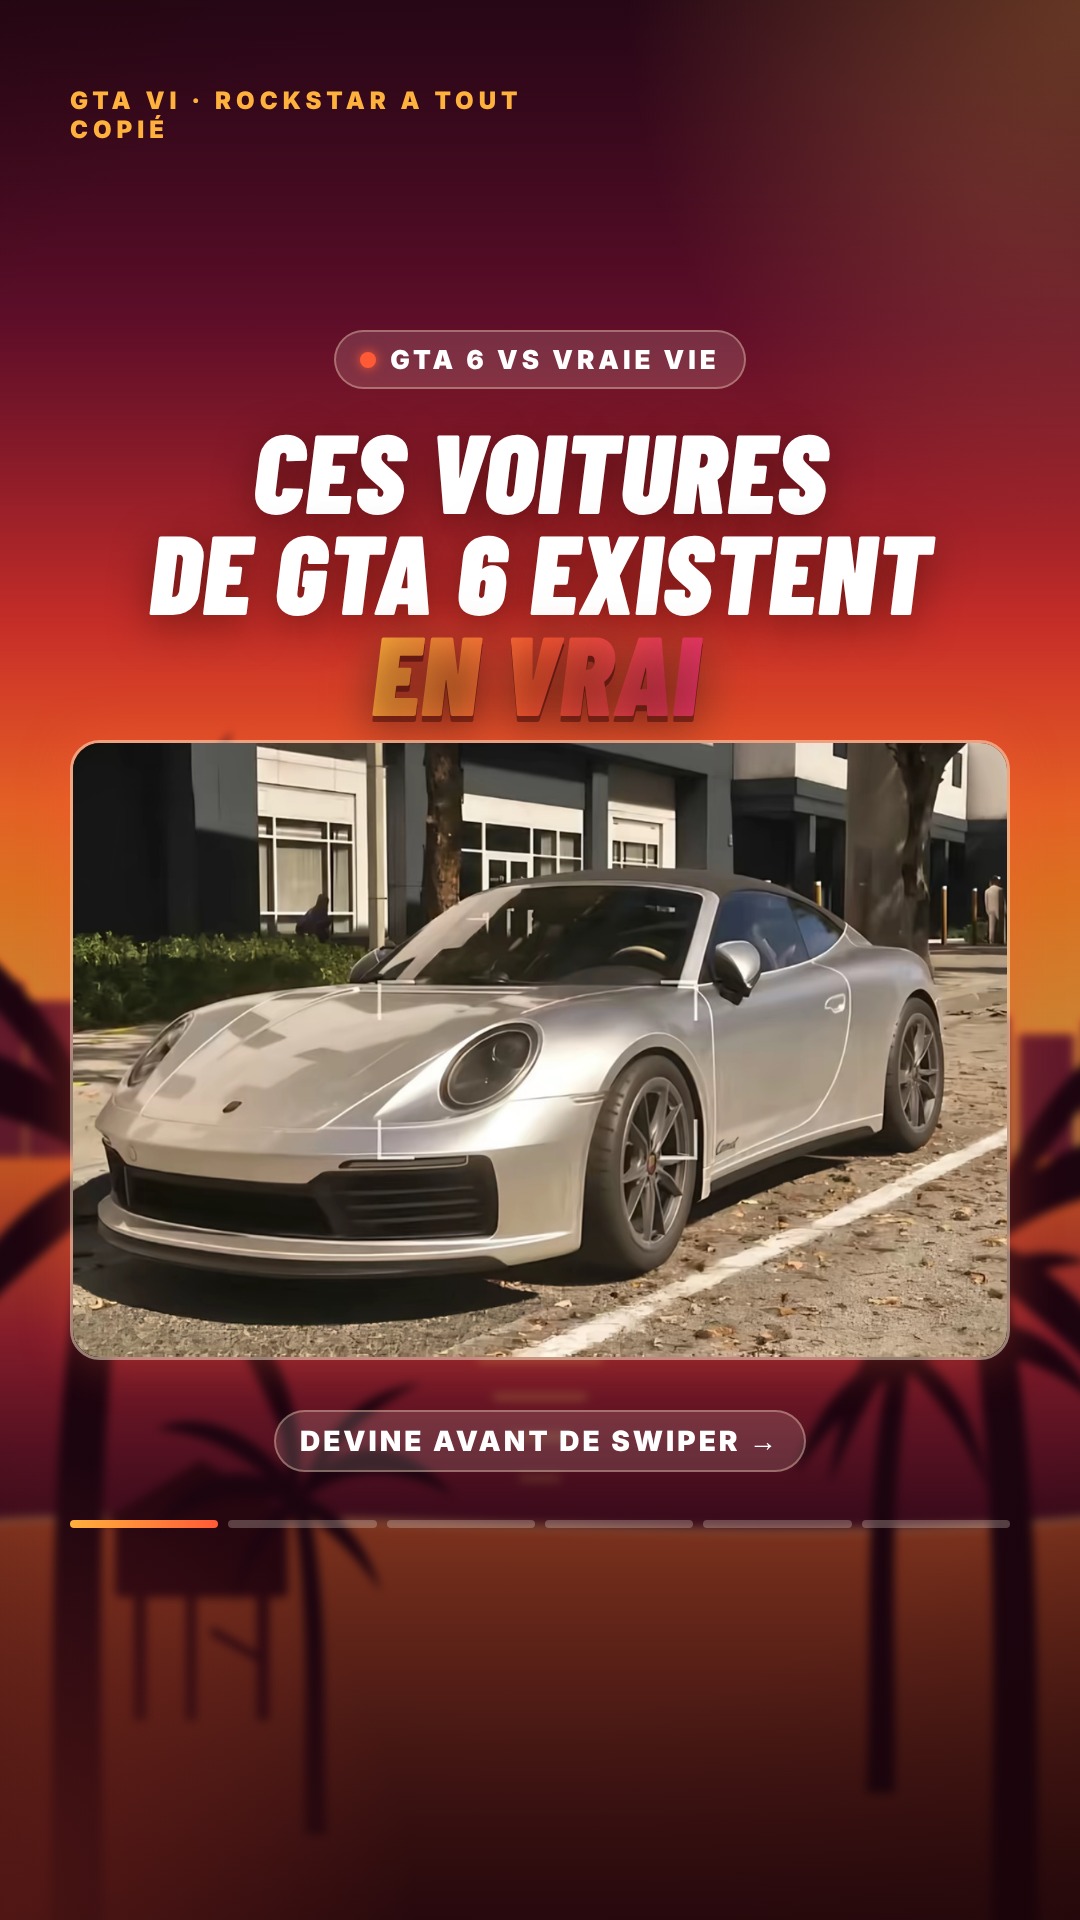 GTA VI · ROCKSTAR A TOUT
COPIÉ
GTA 6 VS VRAIE VIE
CES VOITURES
DE GTA 6 EXISTENT
EN VRAI
DEVINE AVANT DE SWIPER →